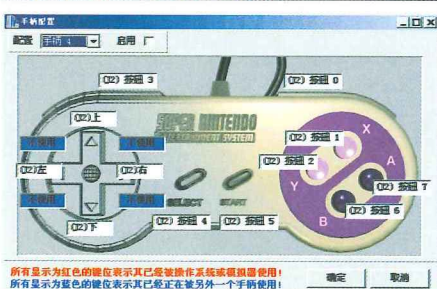 手柄配置
配置 手柄 4 启用
(J2) 按钮 3 (J2) 按钮 0
SUPER NINTENDO
ENTERTAINMENT SYSTEM
(J2)上
不使用 不使用
(J2) 按钮 1 X
(J2) 按钮 2 A
(J2)左 (J2)右
Y (J2) 按钮 7
不使用 不使用
SELECT START
(J2) 按钮 6
B
(J2)下 (J2) 按钮 4 (J2) 按钮 5
所有显示为红色的键位表示其已经被操作系统或模拟器使用!
所有显示为蓝色的键位表示其已经正在被另外一个手柄使用!
确定 取消